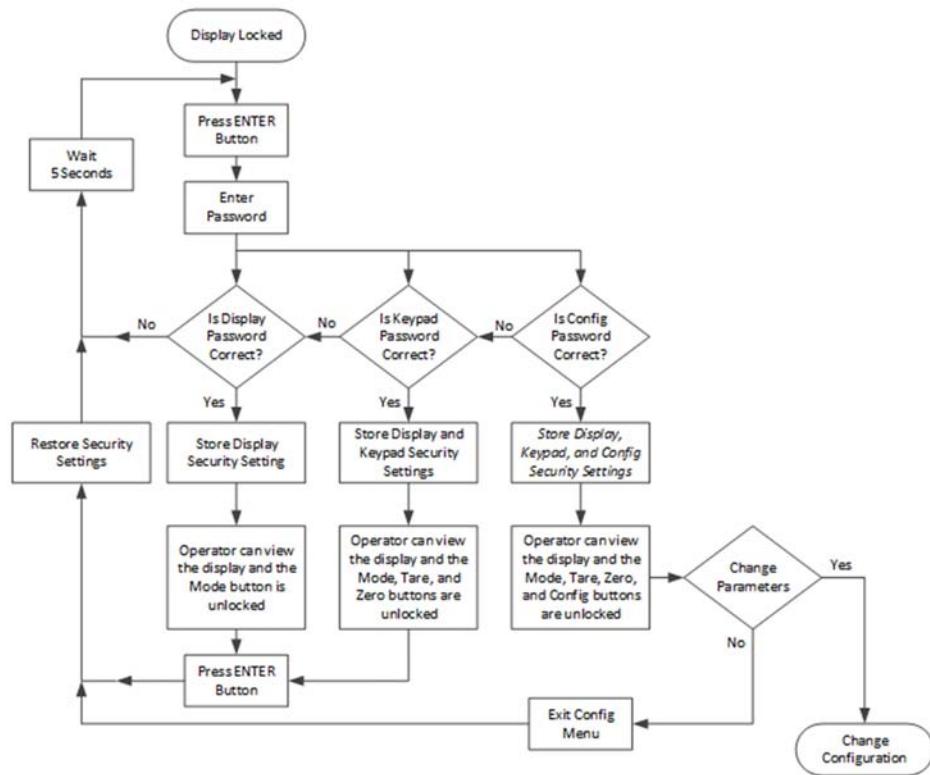 Display Locked
Press ENTER
Button
Wait
5 Seconds
Enter
Password
Is Display
Password
Correct?
No
Is Keypad
Password
Correct?
No
Is Config
Password
Correct?
No
Yes
Yes
Yes
Restore Security
Settings
Store Display
Security Setting
Store Display and
Keypad Security
Settings
Store Display,
Keypad, and Config
Security Settings
Operator can view
the display and the
Mode button is
unlocked
Operator can view
the display and the
Mode, Tare, and
Zero buttons are
unlocked
Operator can view
the display and the
Mode, Tare, Zero,
and Config buttons
are unlocked
Change
Parameters
Yes
No
Press ENTER
Button
Exit Config
Menu
Change
Configuration